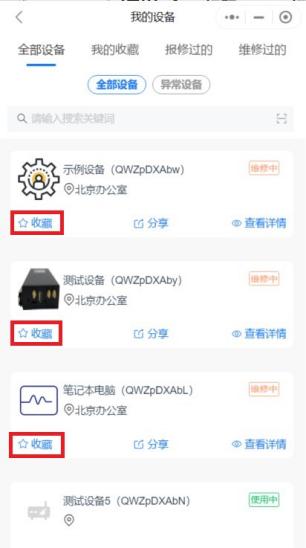 我的设备
全部设备 我的收藏 报修过的 维修过的
全部设备 异常设备
请输入搜索关键词
示例设备（QWZpDXAbw） 维修中
北京办公室
收藏 分享 查看详情
测试设备（QWZpDXAby） 维修中
北京办公室
收藏 分享 查看详情
笔记本电脑（QWZpDXAbL） 维修中
北京办公室
收藏 分享 查看详情
测试设备5（QWZpDXAbN） 使用中